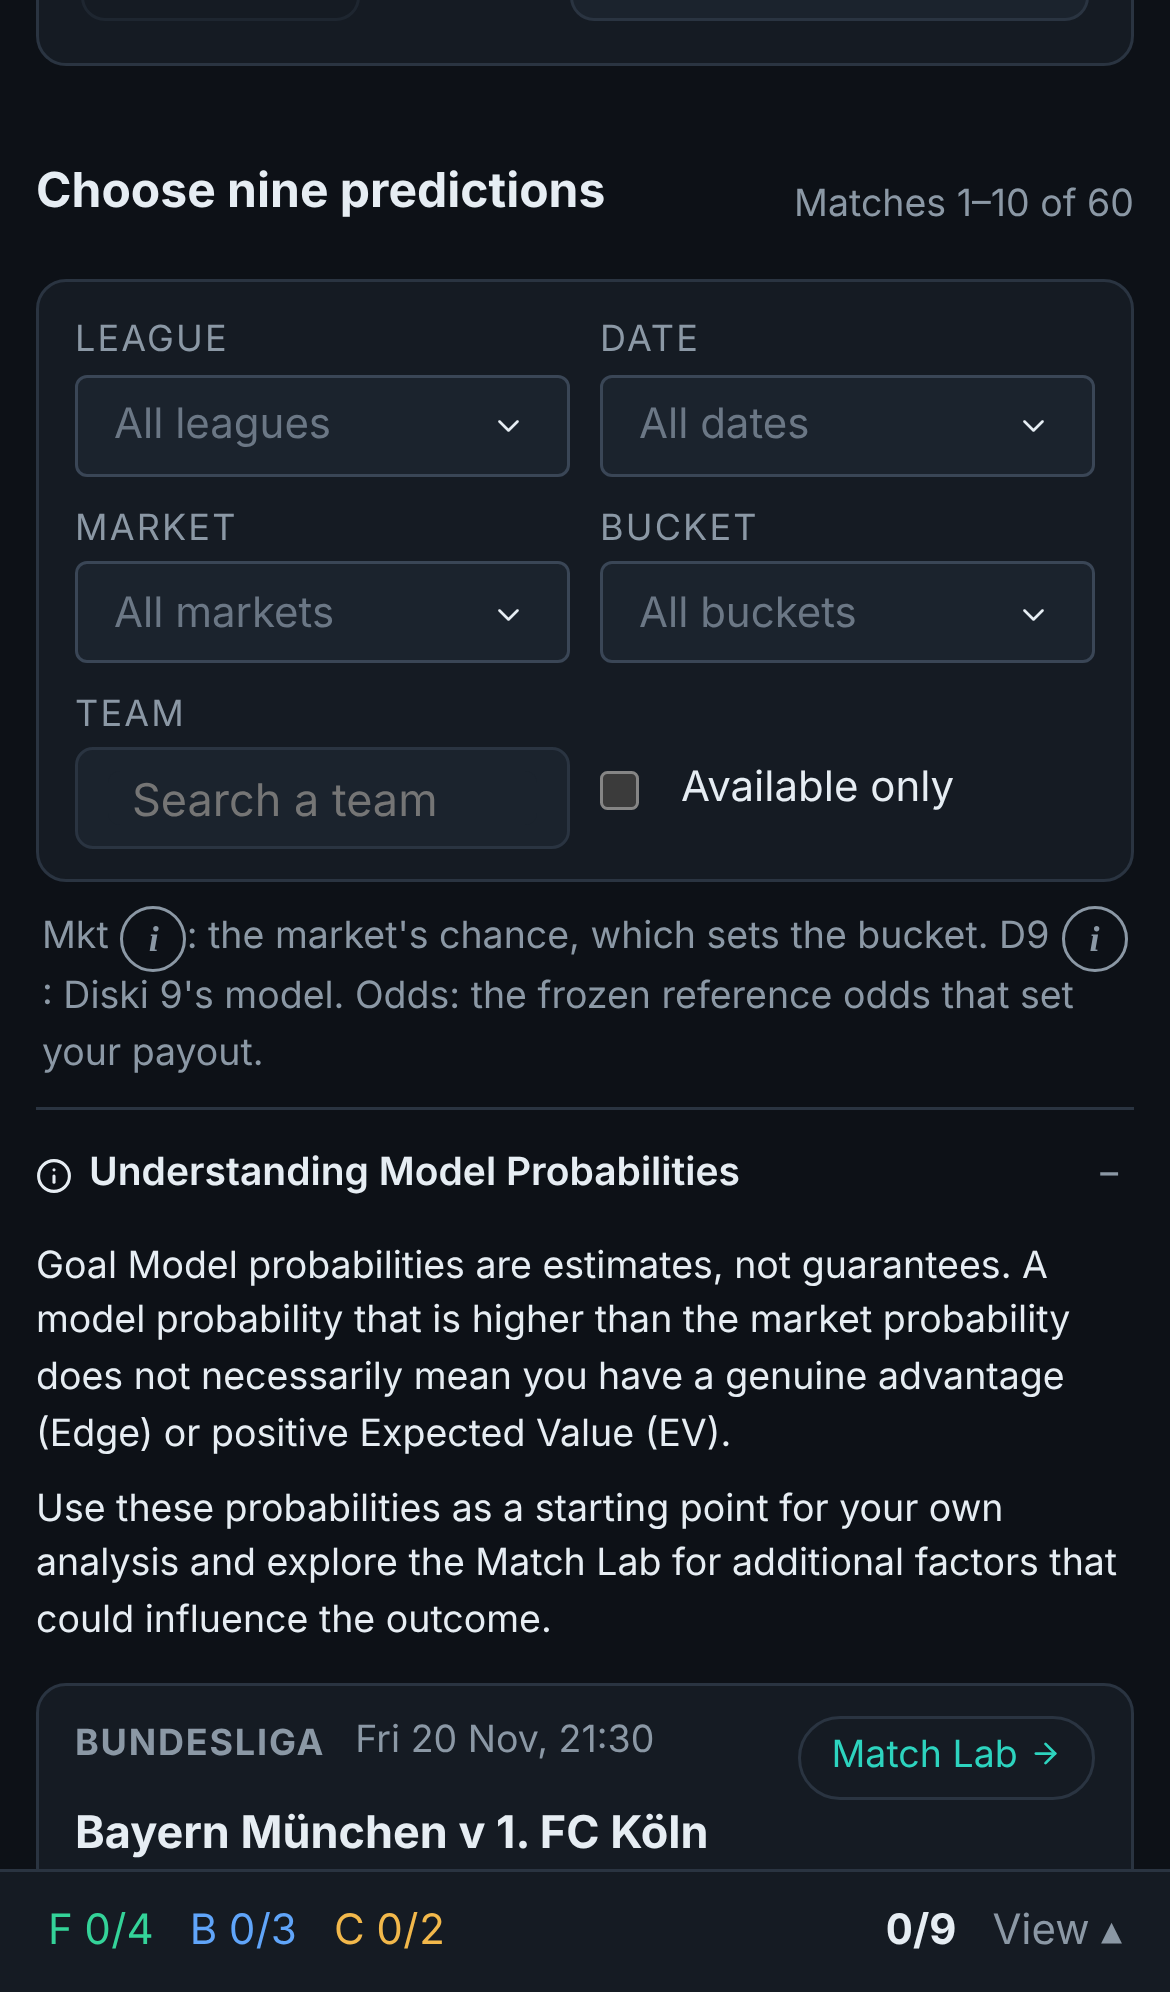 Choose nine predictions
Matches 1–10 of 60
LEAGUE
DATE
All leagues
All dates
MARKET
BUCKET
All markets
All buckets
TEAM
Search a team
Available only
Mkt i: the market's chance, which sets the bucket. D9 i
: Diski 9's model. Odds: the frozen reference odds that set
your payout.
Understanding Model Probabilities
–
Goal Model probabilities are estimates, not guarantees. A
model probability that is higher than the market probability
does not necessarily mean you have a genuine advantage
(Edge) or positive Expected Value (EV).
Use these probabilities as a starting point for your own
analysis and explore the Match Lab for additional factors that
could influence the outcome.
BUNDESLIGA Fri 20 Nov, 21:30
Match Lab →
Bayern München v 1. FC Köln
F 0/4 B 0/3 C 0/2
0/9 View ▲